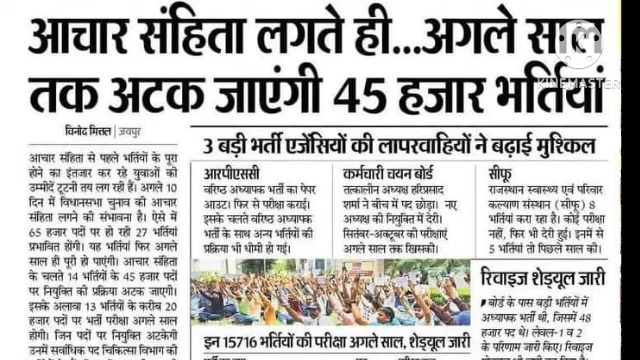 आचार संहिता लगते ही...अगले साल
तक अटक जाएंगी 45 हजार भर्तियां
KINEMASTER
विनोद मित्तल | जयपुर
आचार संहिता से पहले भर्तियों के पूरा
होने का इंतजार कर रहे युवाओं की
उम्मीदें टूटनी तय लग रही हैं। अगले 10
दिन में विधानसभा चुनाव की आचार
संहिता लगने की संभावना है। ऐसे में
65 हजार पदों पर हो रही 27 भर्तियां
प्रभावित होंगी। यह भर्तियां फिर अगले
साल ही पूरी हो पाएंगी। आचार संहिता
के चलते 14 भर्तियों के 45 हजार पदों
पर नियुक्ति की प्रक्रिया अटक जाएगी।
इसके अलावा 13 भर्तियों के करीब 20
हजार पदों पर भर्ती परीक्षा अगले साल
होगी। जिन पदों पर नियुक्ति अटकेगी
उनमें सर्वाधिक पद चिकित्सा विभाग की
3 बड़ी भर्ती एजेंसियों की लापरवाहियों ने बढ़ाई मुश्किल
आरपीएससी
वरिष्ठ अध्यापक भर्ती का पेपर
आउट। फिर से परीक्षा कराई।
इसके चलते वरिष्ठ अध्यापक
भर्ती के साथ अन्य भर्तियों की
प्रक्रिया भी धीमी हो गई।
कर्मचारी चयन बोर्ड
तत्कालीन अध्यक्ष हरिप्रसाद
शर्मा ने बीच में पद छोड़ा। नए
अध्यक्ष की नियुक्ति में देरी।
सितंबर-अक्टूबर की परीक्षाएं
अगले साल तक खिसकी।
सीफू
राजस्थान स्वास्थ्य एवं परिवार
कल्याण संस्थान (सीफू) 8
भर्तियां करा रहा है। कोई परीक्षा
नहीं, फिर भी देरी हुई। इनमें से
5 भर्तियां तो पिछले साल की।
इन 15716 भर्तियों की परीक्षा अगले साल, शेड्यूल जारी
रिवाइज शेड्यूल जारी
बोर्ड के पास बड़ी भर्तियों में
अध्यापक भर्ती थी, जिसमें 48
हजार पद थे। लेवल-1 व 2
के परिणाम जारी किए। रिवाइज